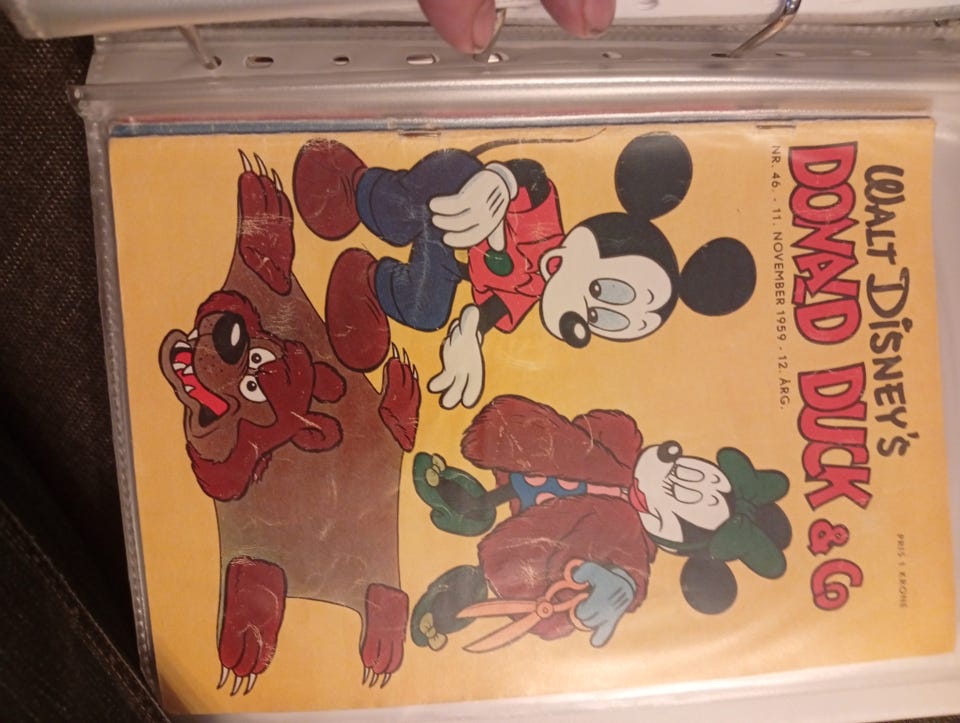 WALT DISNEY'S
DONALD DUCK & Co
NR. 46. - 11. NOVEMBER 1959 - 12. ÅRG.
PRIS 1 KRONE